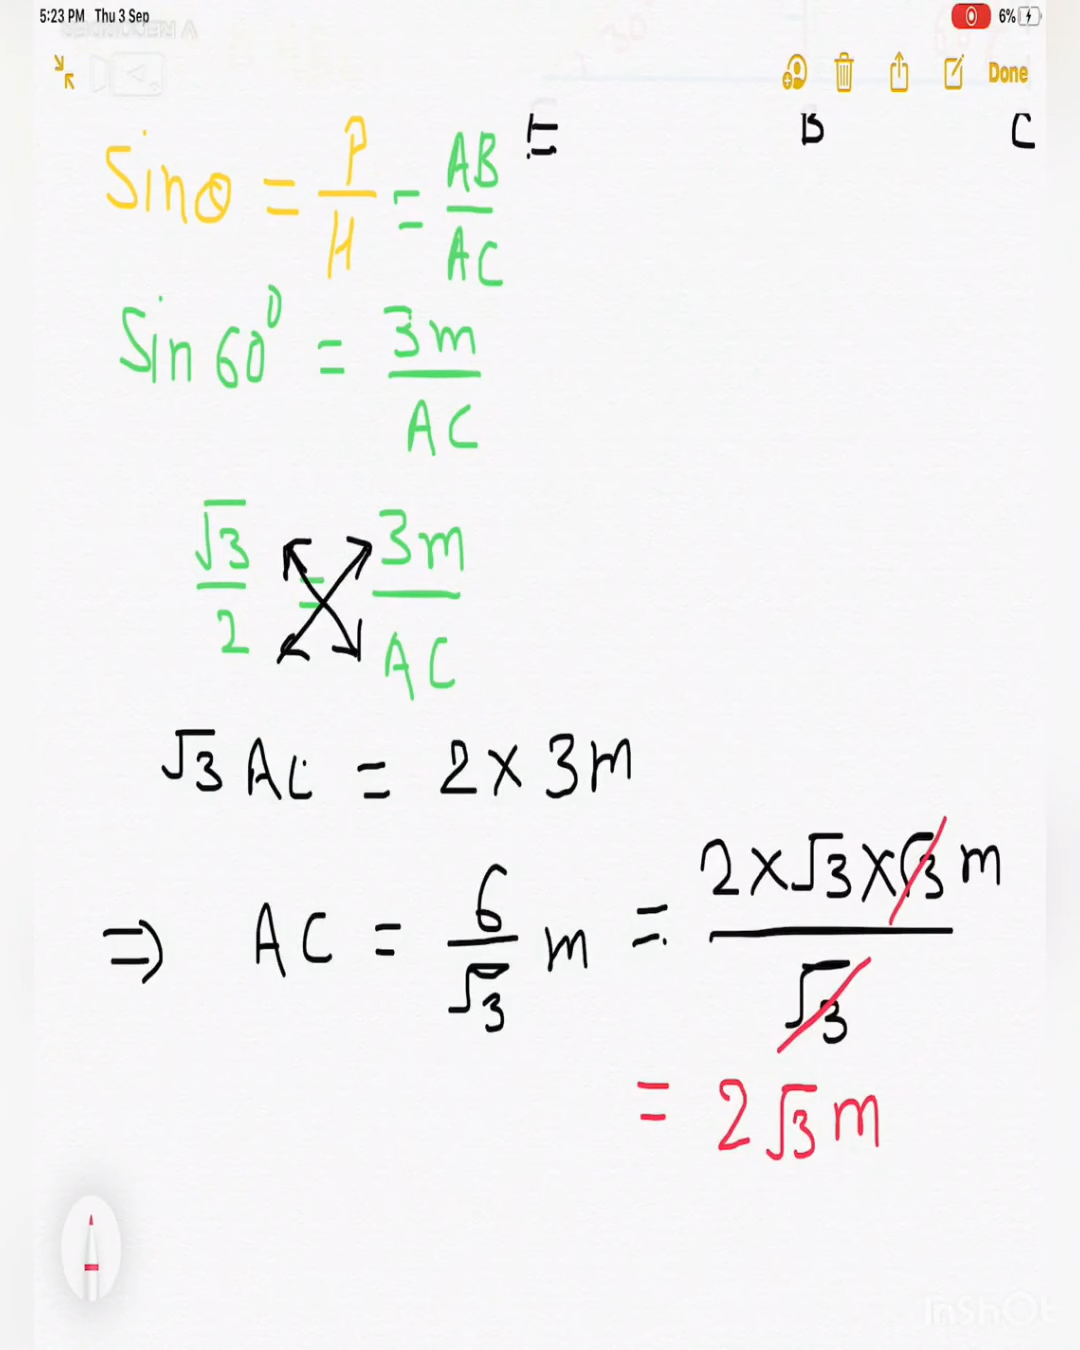 5:23 PM Thu 3 Sep 6%
Done
E B C
Sinθ = P/H = AB/AC
Sin 60° = 3m/AC
√3/2 = 3m/AC
√3 AC = 2 × 3m
⇒ AC = 6/√3 m = 2×√3×√3 m/√3
= 2√3 m
InShOt